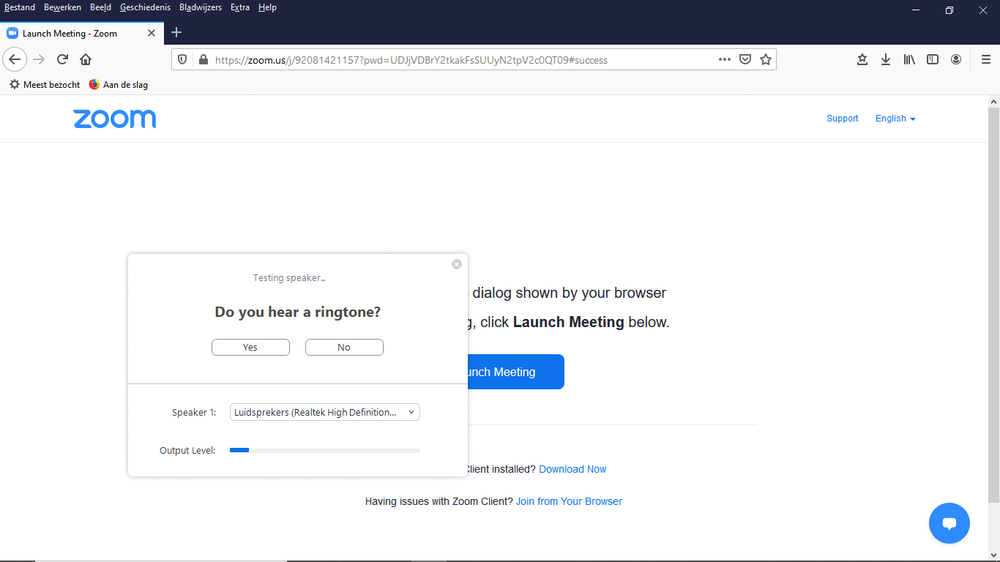 Bestand Bewerken Beeld Geschiedenis Bladwijzers Extra Help
Launch Meeting - Zoom
https://zoom.us/j/92081421157?pwd=UDJjVDBrY2tkakFsSUUyN2tpV2c0QT09#success
Meest bezocht Aan de slag
zoom
Support English
Testing speaker...
dialog shown by your browser
Do you hear a ringtone?
click Launch Meeting below.
Yes No
Meeting
Speaker 1: Luidsprekers (Realtek High Definition...
Output Level:
installed? Download Now
Having issues with Zoom Client? Join from Your Browser